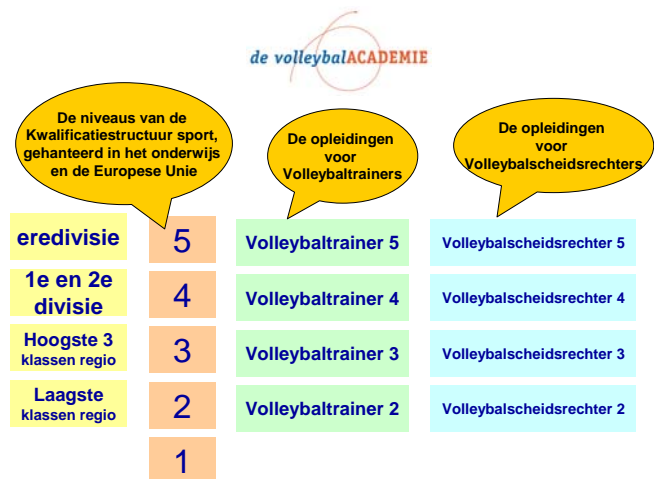 de volleybalACADEMIE
De niveaus van de
Kwalificatiestructuur sport,
gehanteerd in het onderwijs
en de Europese Unie
De opleidingen
voor
Volleybaltrainers
De opleidingen
voor
Volleybalscheidsrechters
eredivisie
5
Volleybaltrainer 5
Volleybalscheidsrechter 5
1e en 2e
divisie
4
Volleybaltrainer 4
Volleybalscheidsrechter 4
Hoogste 3
klassen regio
3
Volleybaltrainer 3
Volleybalscheidsrechter 3
Laagste
klassen regio
2
Volleybaltrainer 2
Volleybalscheidsrechter 2
1